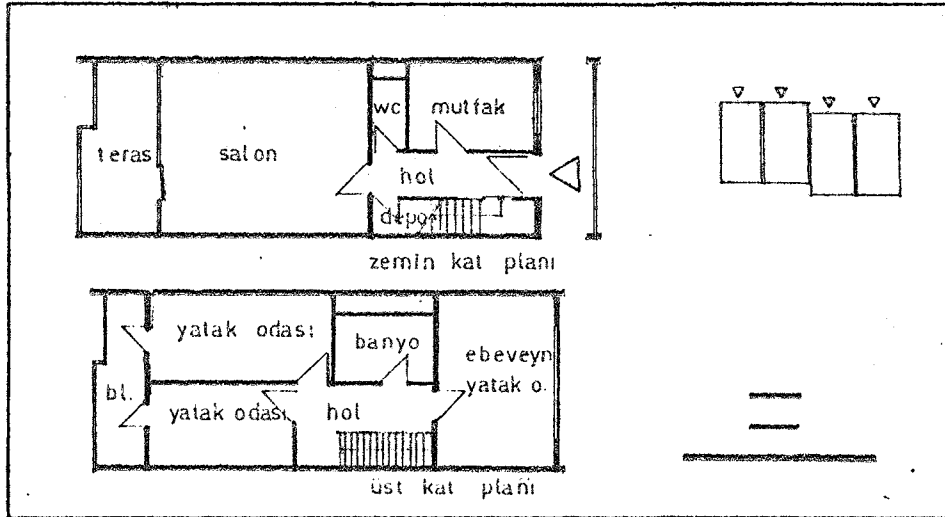 wc mutfak
teras salon
hol
depo
zemin kat planı
yatak odası
banyo
ebeveyn
yatak o.
bl.
yatak odası hol
üst kat planı